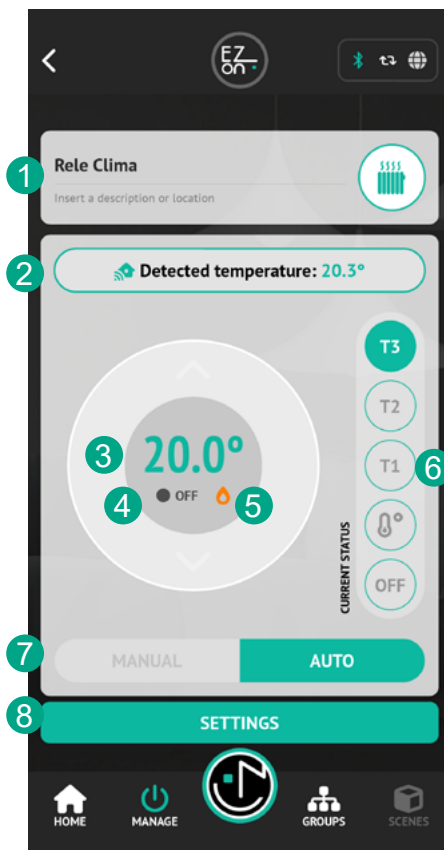 EZ
on
1
Rele Clima
Insert a description or location
2
Detected temperature: 20.3°
T3
T2
3
20.0°
T1
6
4
OFF
5
°
CURRENT STATUS
OFF
7
MANUAL
AUTO
8
SETTINGS
HOME
MANAGE
GROUPS
SCENES